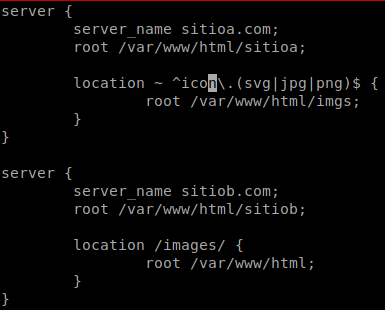 server {
        server_name sitioa.com;
        root /var/www/html/sitioa;

        location ~ ^icon\.(svg|jpg|png)$ {
                root /var/www/html/imgs;
        }
}

server {
        server_name sitiob.com;
        root /var/www/html/sitiob;

        location /images/ {
                root /var/www/html;
        }
}